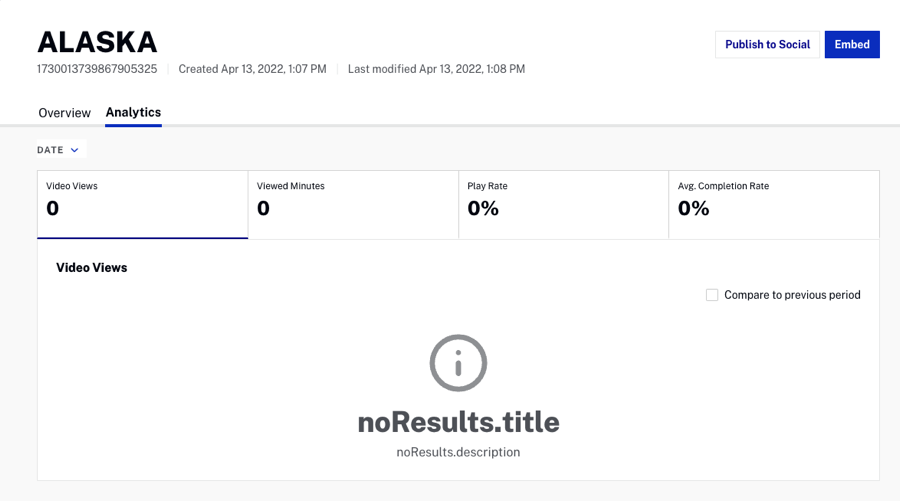 ALASKA
Publish to Social
Embed
1730013739867905325 Created Apr 13, 2022, 1:07 PM Last modified Apr 13, 2022, 1:08 PM
Overview Analytics
DATE
Video Views Viewed Minutes Play Rate Avg. Completion Rate
0 0 0% 0%
Video Views
Compare to previous period
noResults.title
noResults.description